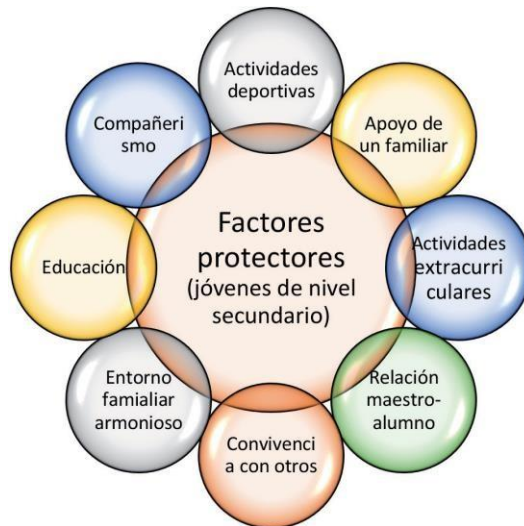 Actividades
deportivas
Apoyo de
un familiar
Actividades
extracurri
culares
Relación
maestro-
alumno
Convivenci
a con otros
Entorno
famialiar
armonioso
Educación
Compañeri
smo
Factores
protectores
(jóvenes de nivel
secundario)